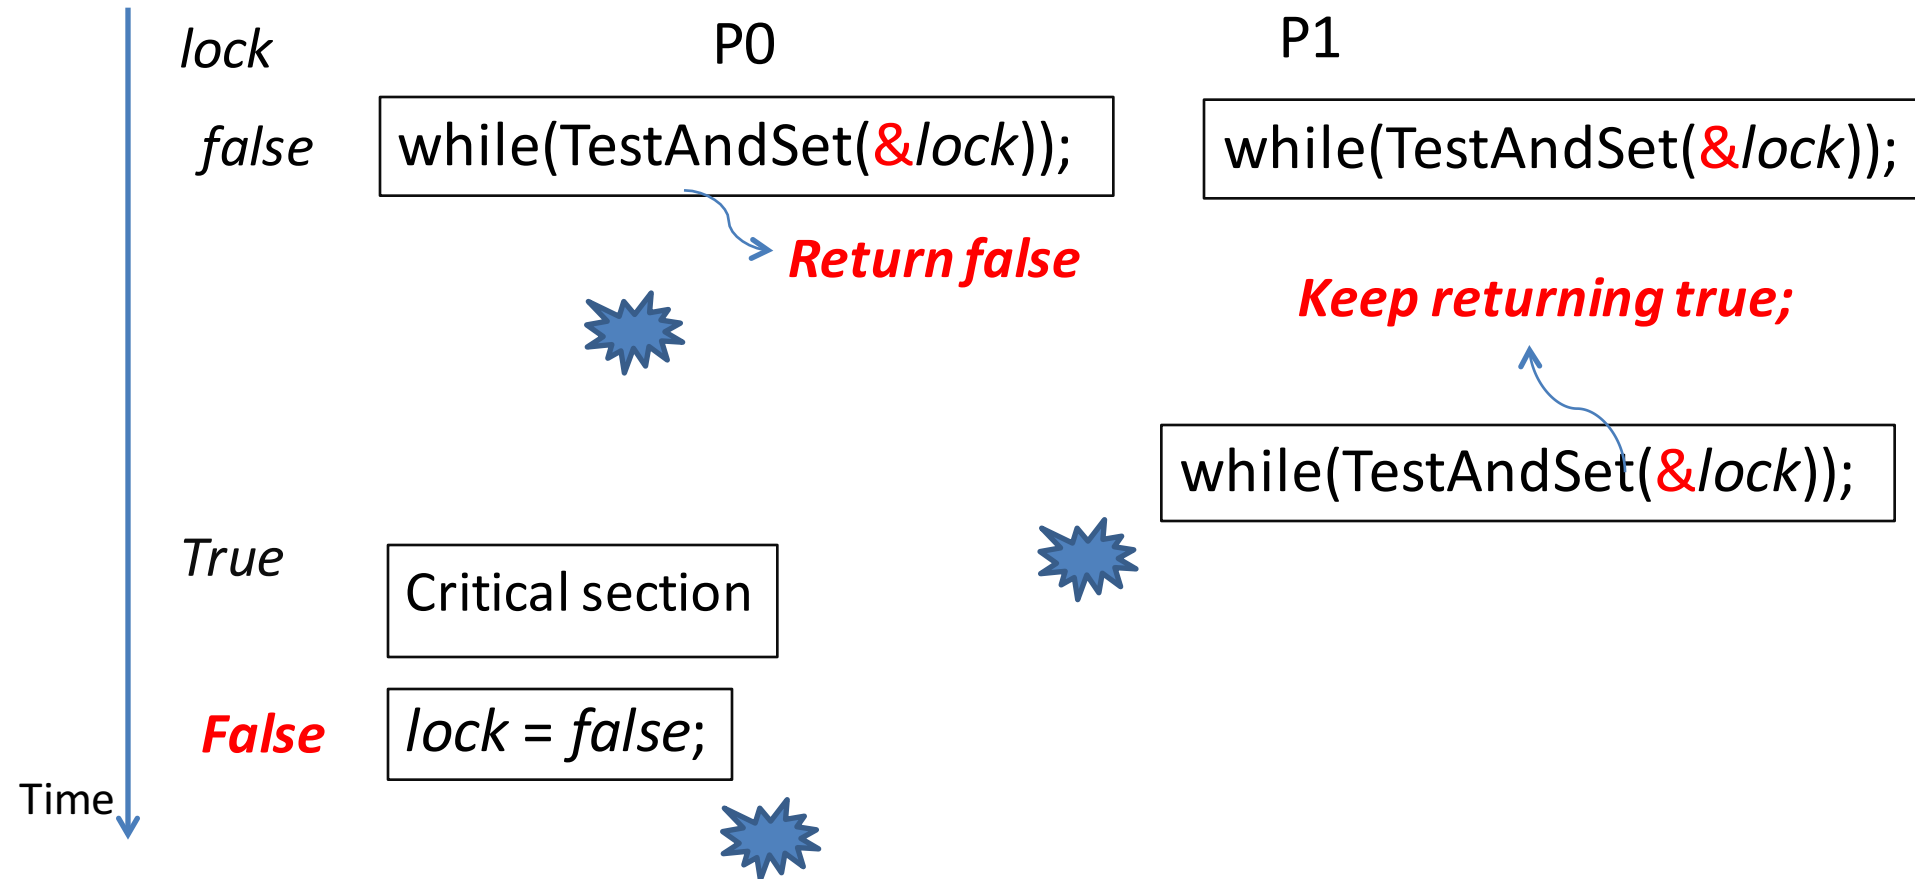 lock P0 P1
false while(TestAndSet(&lock)); while(TestAndSet(&lock));
Return false
Keep returning true;
while(TestAndSet(&lock));
True
Critical section
False lock = false;
Time